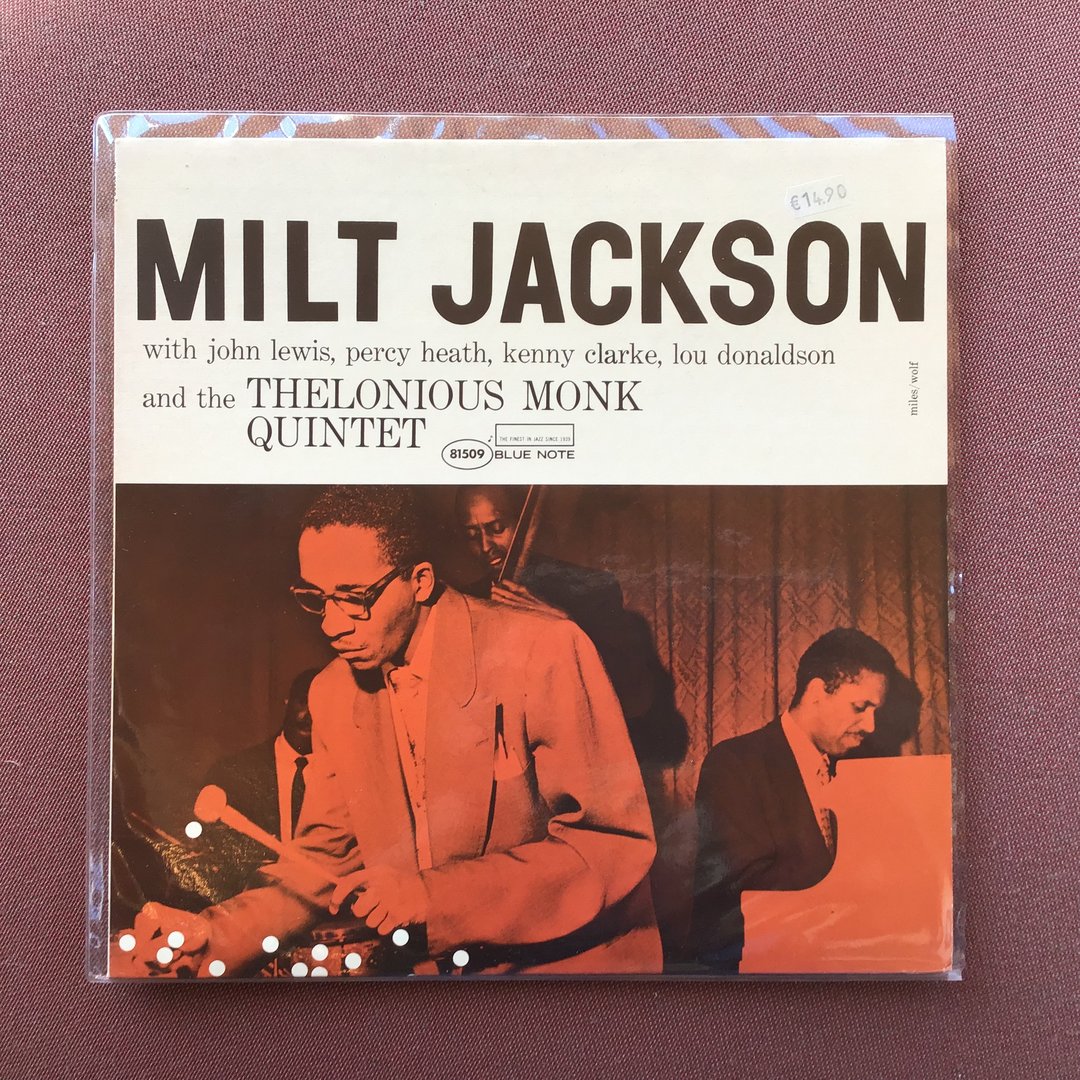 €14.90
MILT JACKSON
with john lewis, percy heath, kenny clarke, lou donaldson
and the THELONIOUS MONK
QUINTET
THE FINEST IN JAZZ SINCE 1939
81509 BLUE NOTE
miles/wolf